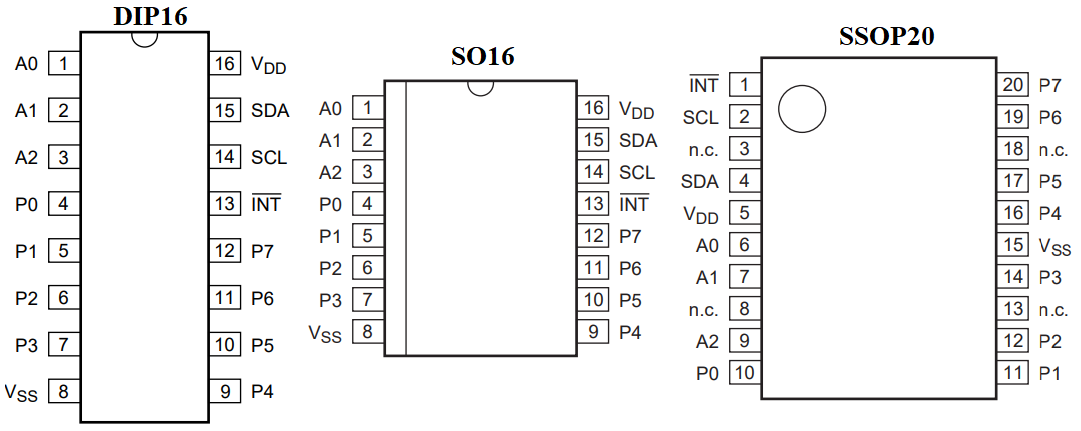 DIP16
A0 1 16 VDD
A1 2 15 SDA
A2 3 14 SCL
P0 4 13 INT
P1 5 12 P7
P2 6 11 P6
P3 7 10 P5
VSS 8 9 P4
SO16
A0 1 16 VDD
A1 2 15 SDA
A2 3 14 SCL
P0 4 13 INT
P1 5 12 P7
P2 6 11 P6
P3 7 10 P5
VSS 8 9 P4
SSOP20
INT 1 20 P7
SCL 2 19 P6
n.c. 3 18 n.c.
SDA 4 17 P5
VDD 5 16 P4
A0 6 15 VSS
A1 7 14 P3
n.c. 8 13 n.c.
A2 9 12 P2
P0 10 11 P1